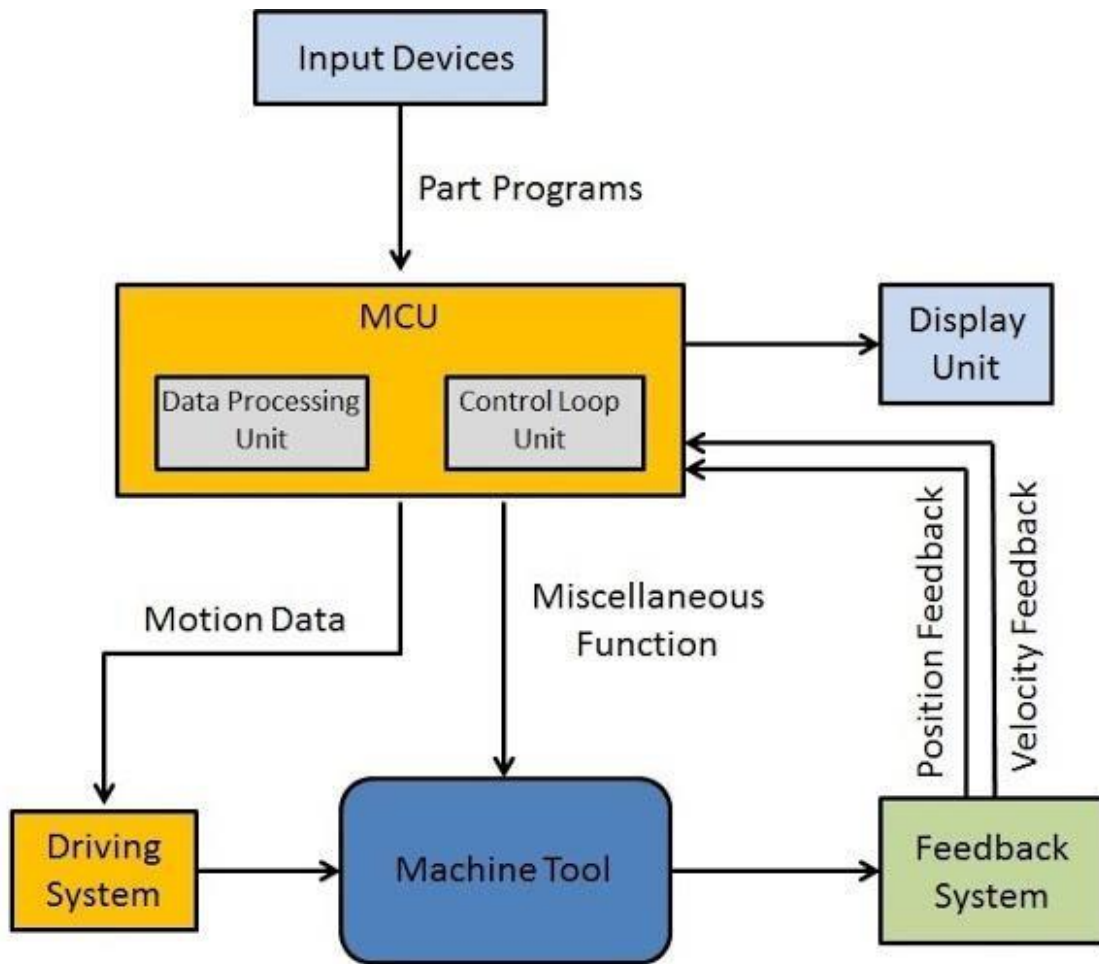 Input Devices
Part Programs
MCU
Display
Unit
Data Processing
Unit
Control Loop
Unit
Position Feedback
Velocity Feedback
Motion Data
Miscellaneous
Function
Driving
System
Machine Tool
Feedback
System